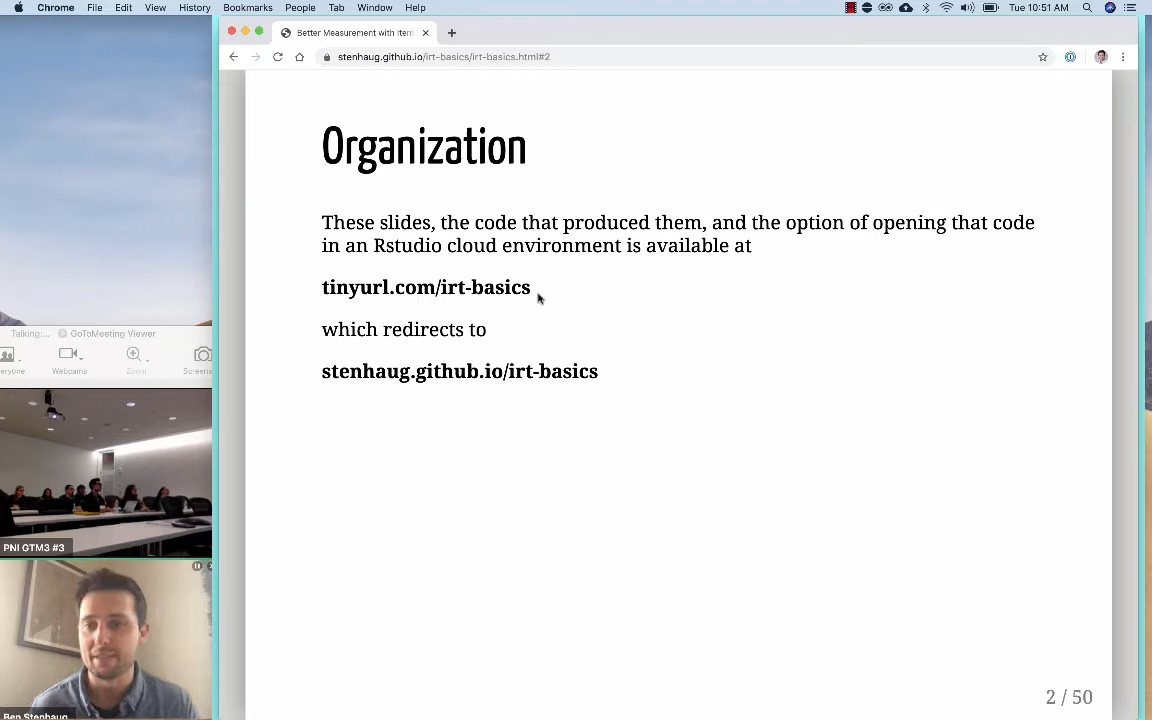 Chrome File Edit View History Bookmarks People Tab Window Help
Tue 10:51 AM
Better Measurement with Item
stenhaug.github.io/irt-basics/irt-basics.html#2
Organization
These slides, the code that produced them, and the option of opening that code
in an Rstudio cloud environment is available at
tinyurl.com/irt-basics
which redirects to
stenhaug.github.io/irt-basics
2 / 50
Talking:...
GoToMeeting Viewer
eryone
Webcams
Zoom
Screens
PNI GTM3 #3
Ben Stenhaug